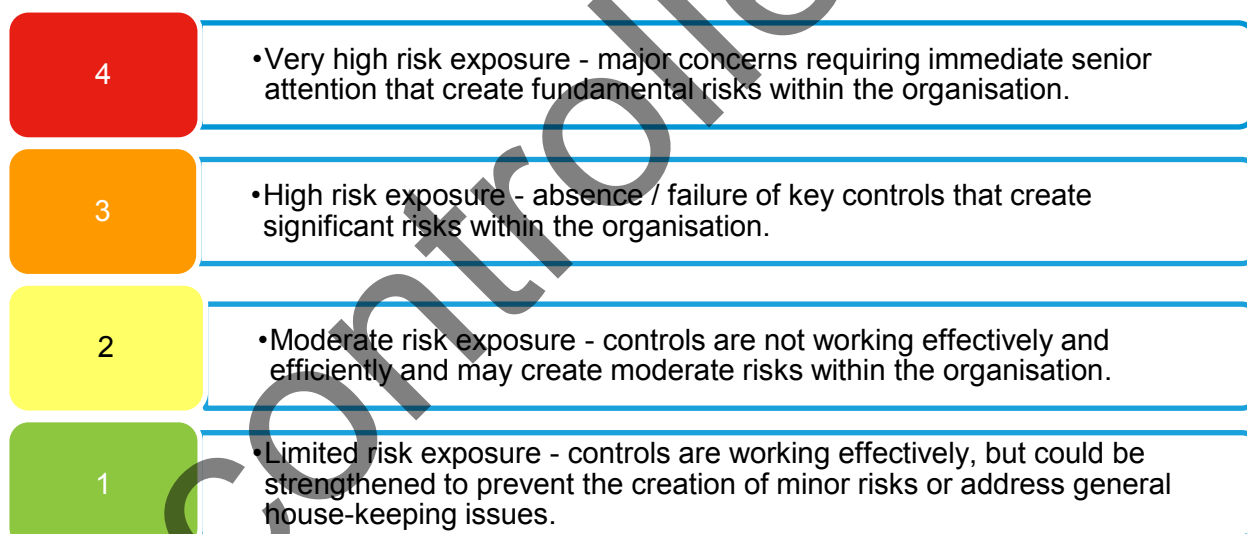 4
•Very high risk exposure - major concerns requiring immediate senior
attention that create fundamental risks within the organisation.
3
•High risk exposure - absence / failure of key controls that create
significant risks within the organisation.
2
•Moderate risk exposure - controls are not working effectively and
efficiently and may create moderate risks within the organisation.
1
•Limited risk exposure - controls are working effectively, but could be
strengthened to prevent the creation of minor risks or address general
house-keeping issues.
controll